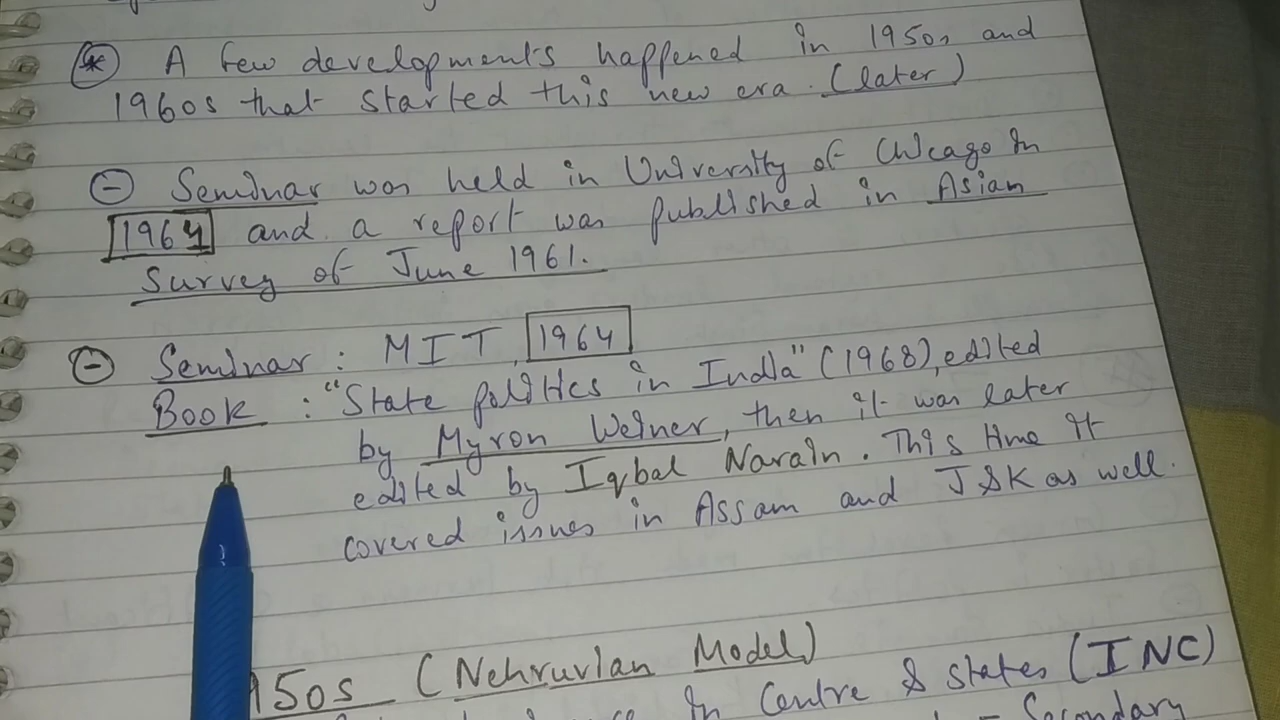 * A few developments happened in 1950s and
1960s that started this new era. (later)
- Seminar was held in University of Chicago in
1964 and a report was published in Asian
Survey of June 1961.
- Seminar: MIT, 1964
Book: "State politics in India" (1968), edited
by Myron Weiner, then it was later
edited by Iqbal Narain. This time it
covered issues in Assam and J&K as well.
150s (Nehruvian Model)
in Centre & states (INC)
- Secondary